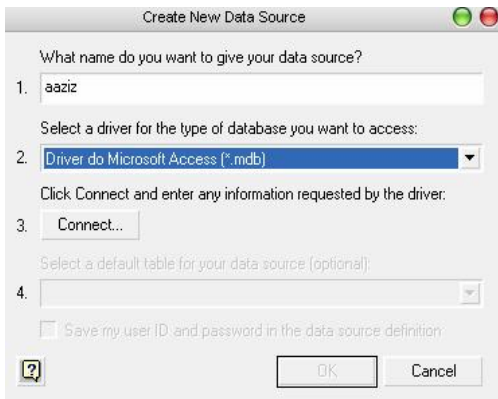 Create New Data Source
What name do you want to give your data source?
1. aaziz
Select a driver for the type of database you want to access:
2. Driver do Microsoft Access (*.mdb)
Click Connect and enter any information requested by the driver:
3. Connect...
Select a default table for your data source (optional):
4.
Save my user ID and password in the data source definition
?
OK Cancel